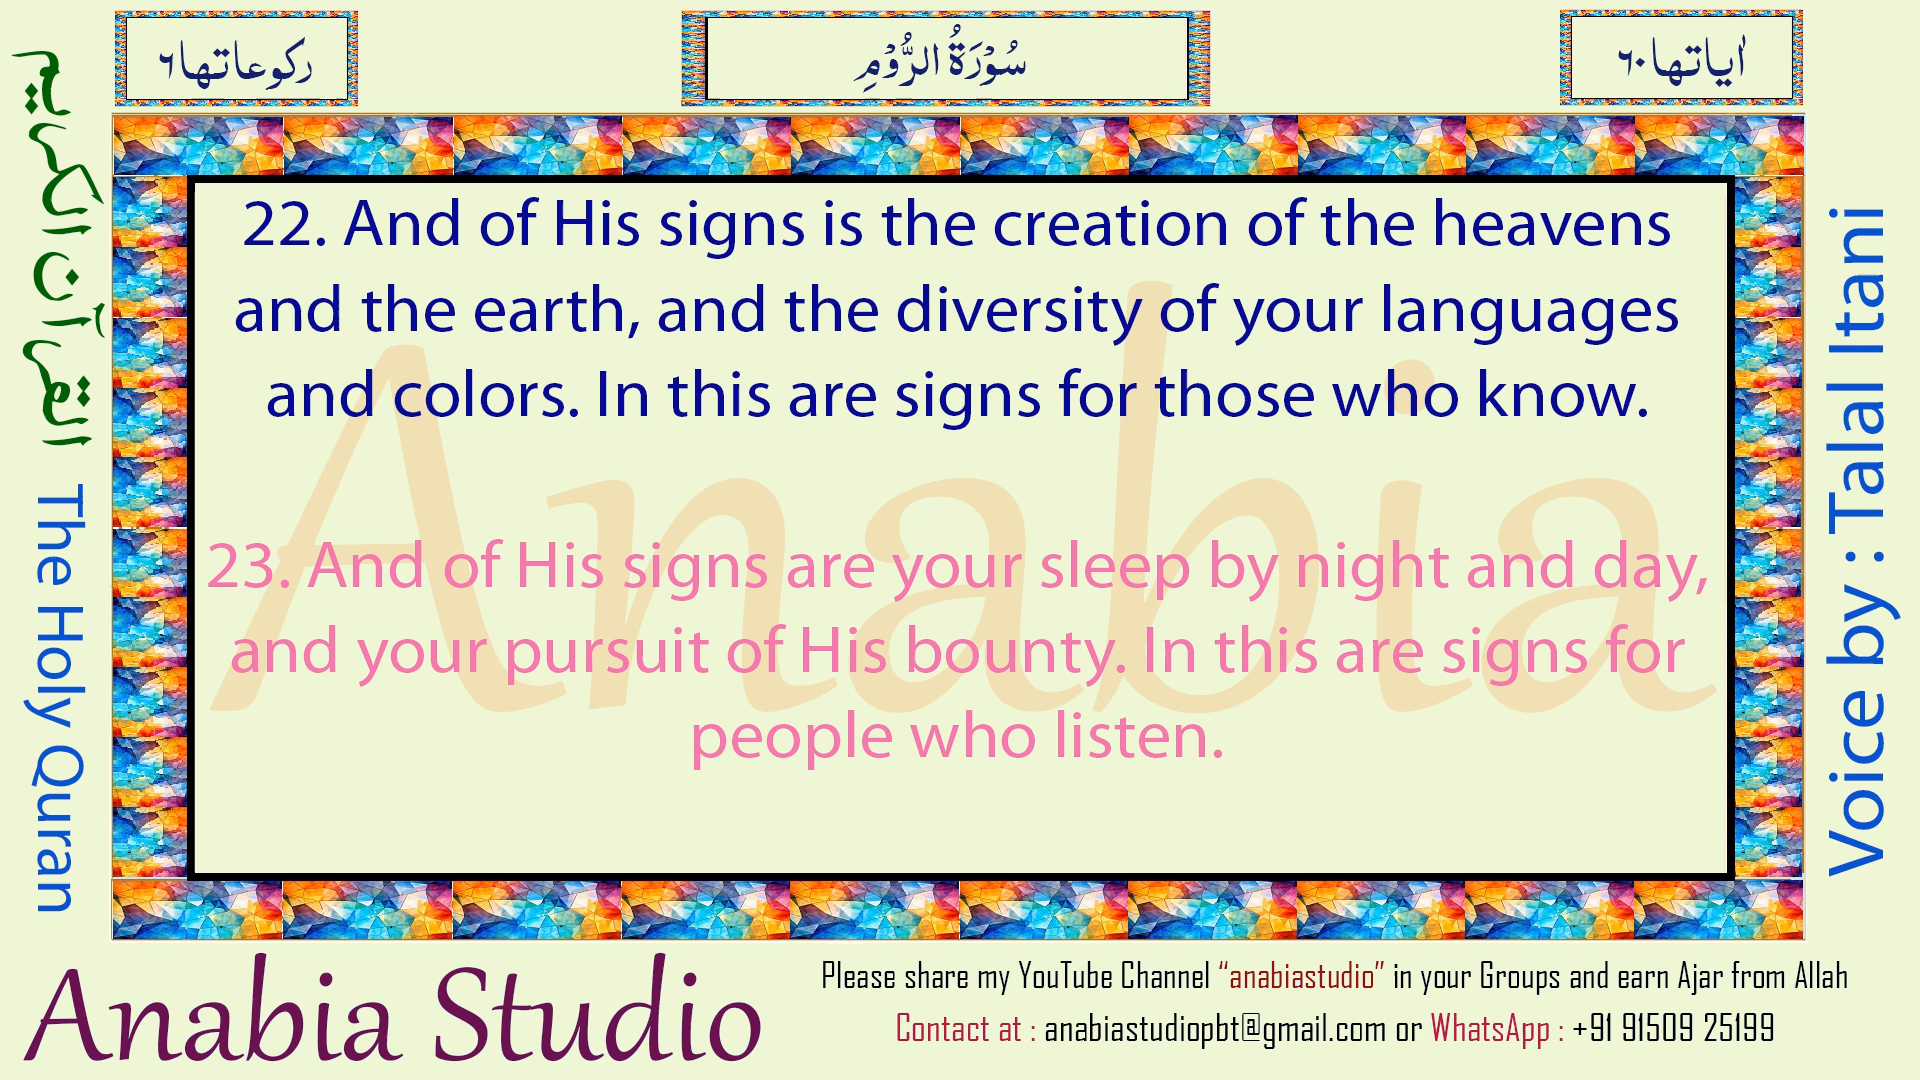 رکوعاتها٦
سُوْرَةُ الرُّوْمِ
اٰیاتها٦٠
القرآن الكريم
The Holy Quran
22. And of His signs is the creation of the heavens
and the earth, and the diversity of your languages
and colors. In this are signs for those who know.
23. And of His signs are your sleep by night and day,
and your pursuit of His bounty. In this are signs for
people who listen.
Anabia
Voice by : Talal Itani
Anabia Studio
Please share my YouTube Channel “anabiastudio” in your Groups and earn Ajar from Allah
Contact at : anabiastudiopbt@gmail.com or WhatsApp : +91 91509 25199